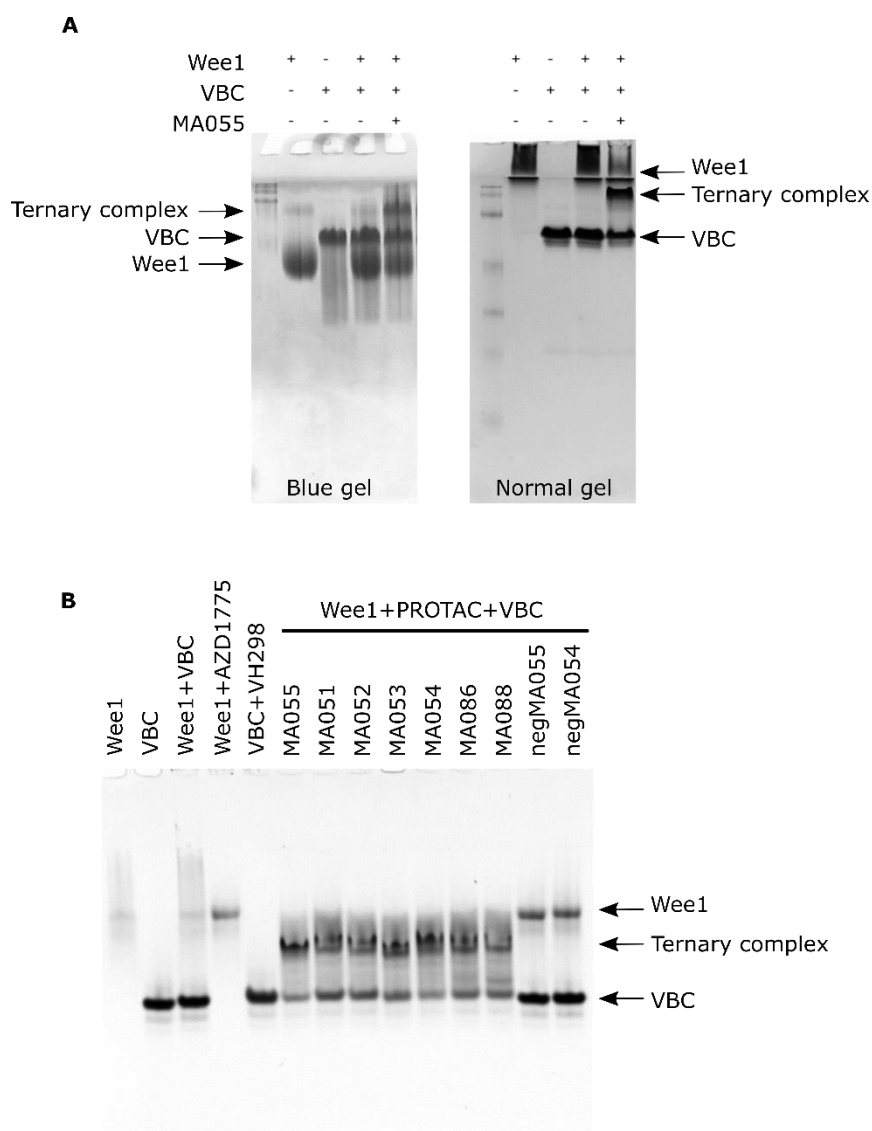 A
Wee1 + - + + + - + +
VBC - + + + - + + +
MA055 - - - + - - - +
Ternary complex
VBC
Wee1
Wee1
Ternary complex
VBC
Blue gel
Normal gel
B
Wee1
VBC
Wee1+VBC
Wee1+AZD1775
VBC+VH298
Wee1+PROTAC+VBC
MA055
MA051
MA052
MA053
MA054
MA086
MA088
negMA055
negMA054
Wee1
Ternary complex
VBC